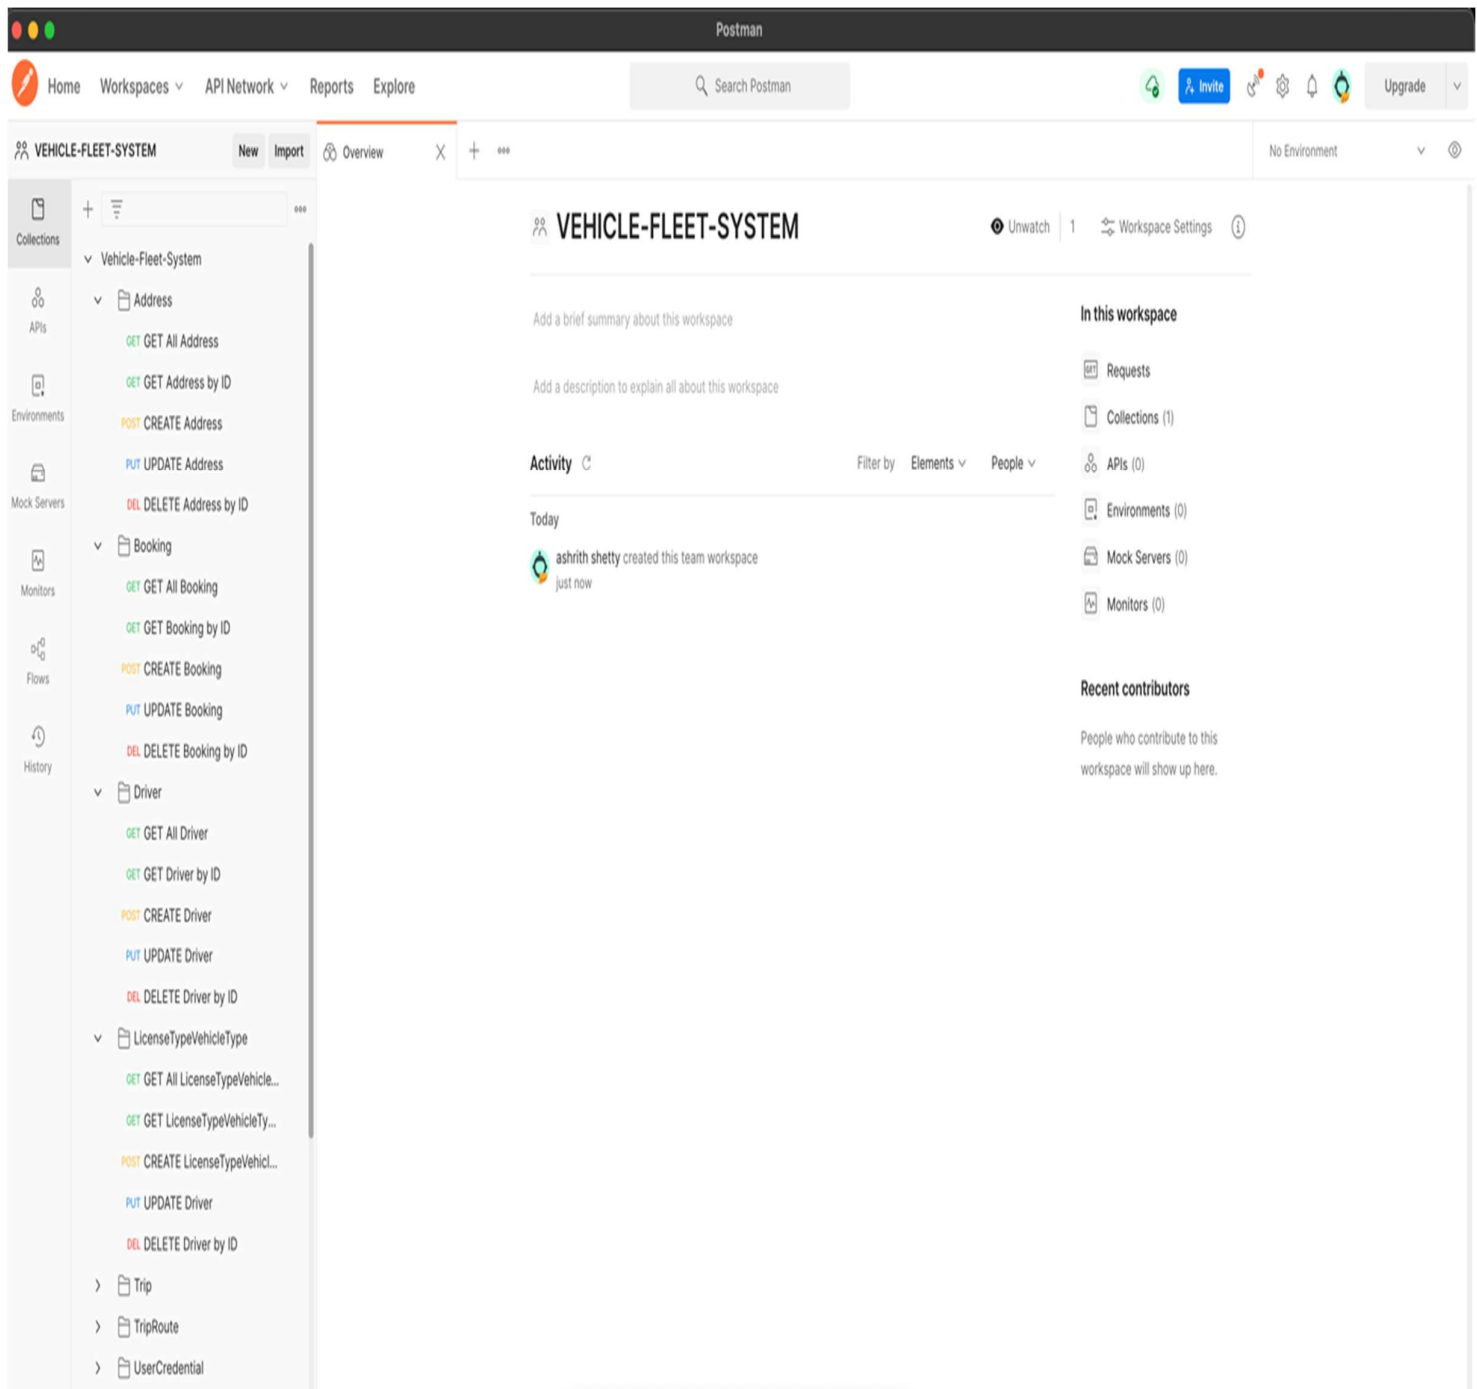 Postman
Home Workspaces API Network Reports Explore
Search Postman
Invite
Upgrade
VEHICLE-FLEET-SYSTEM New Import
Overview
No Environment
Collections
APIs
Environments
Mock Servers
Monitors
Flows
History
Vehicle-Fleet-System
Address
GET GET All Address
GET GET Address by ID
POST CREATE Address
PUT UPDATE Address
DEL DELETE Address by ID
Booking
GET GET All Booking
GET GET Booking by ID
POST CREATE Booking
PUT UPDATE Booking
DEL DELETE Booking by ID
Driver
GET GET All Driver
GET GET Driver by ID
POST CREATE Driver
PUT UPDATE Driver
DEL DELETE Driver by ID
LicenseTypeVehicleType
GET GET All LicenseTypeVehicle...
GET GET LicenseTypeVehicleTy...
POST CREATE LicenseTypeVehicl...
PUT UPDATE Driver
DEL DELETE Driver by ID
Trip
TripRoute
UserCredential
VEHICLE-FLEET-SYSTEM
Unwatch 1 Workspace Settings
Add a brief summary about this workspace
Add a description to explain all about this workspace
Activity
Filter by Elements People
Today
ashrith shetty created this team workspace
just now
In this workspace
GET Requests
Collections (1)
APIs (0)
Environments (0)
Mock Servers (0)
Monitors (0)
Recent contributors
People who contribute to this
workspace will show up here.